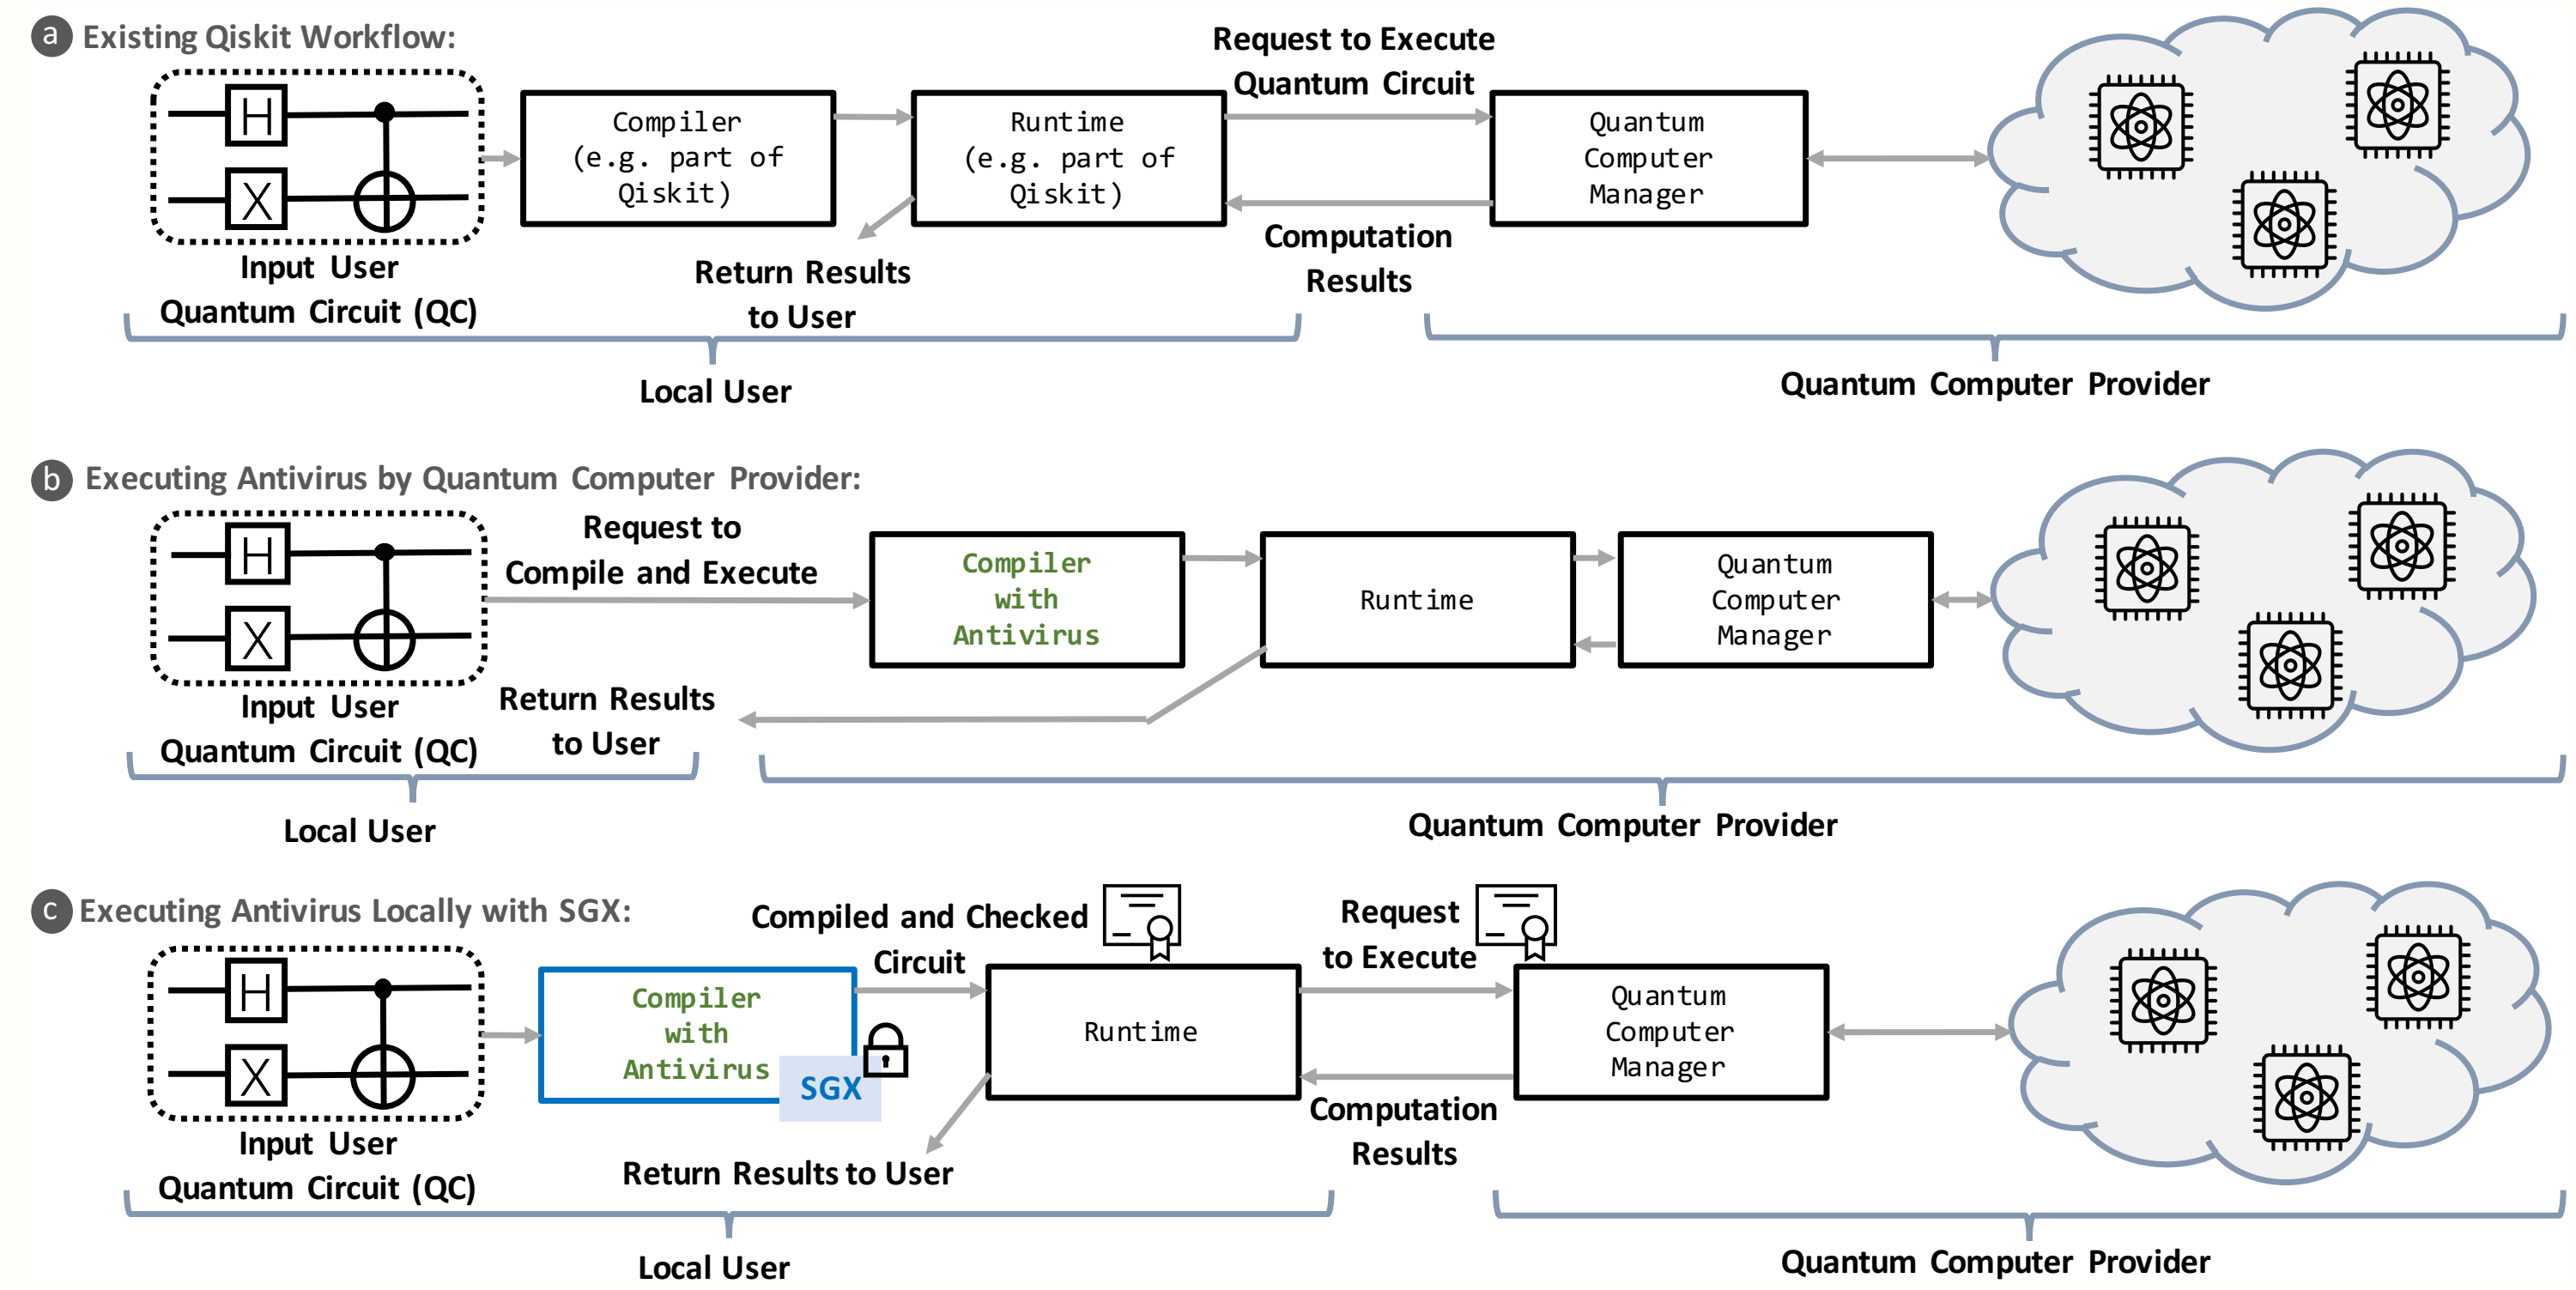 a Existing Qiskit Workflow:
H
X
Input User
Quantum Circuit (QC)
Compiler
(e.g. part of
Qiskit)
Runtime
(e.g. part of
Qiskit)
Return Results
to User
Request to Execute
Quantum Circuit
Computation
Results
Quantum
Computer
Manager
Local User
Quantum Computer Provider
b Executing Antivirus by Quantum Computer Provider:
H
X
Input User
Quantum Circuit (QC)
Request to
Compile and Execute
Return Results
to User
Compiler
with
Antivirus
Runtime
Quantum
Computer
Manager
Local User
Quantum Computer Provider
c Executing Antivirus Locally with SGX:
H
X
Input User
Quantum Circuit (QC)
Compiler
with
Antivirus
SGX
Compiled and Checked
Circuit
Runtime
Return Results to User
Request
to Execute
Computation
Results
Quantum
Computer
Manager
Local User
Quantum Computer Provider